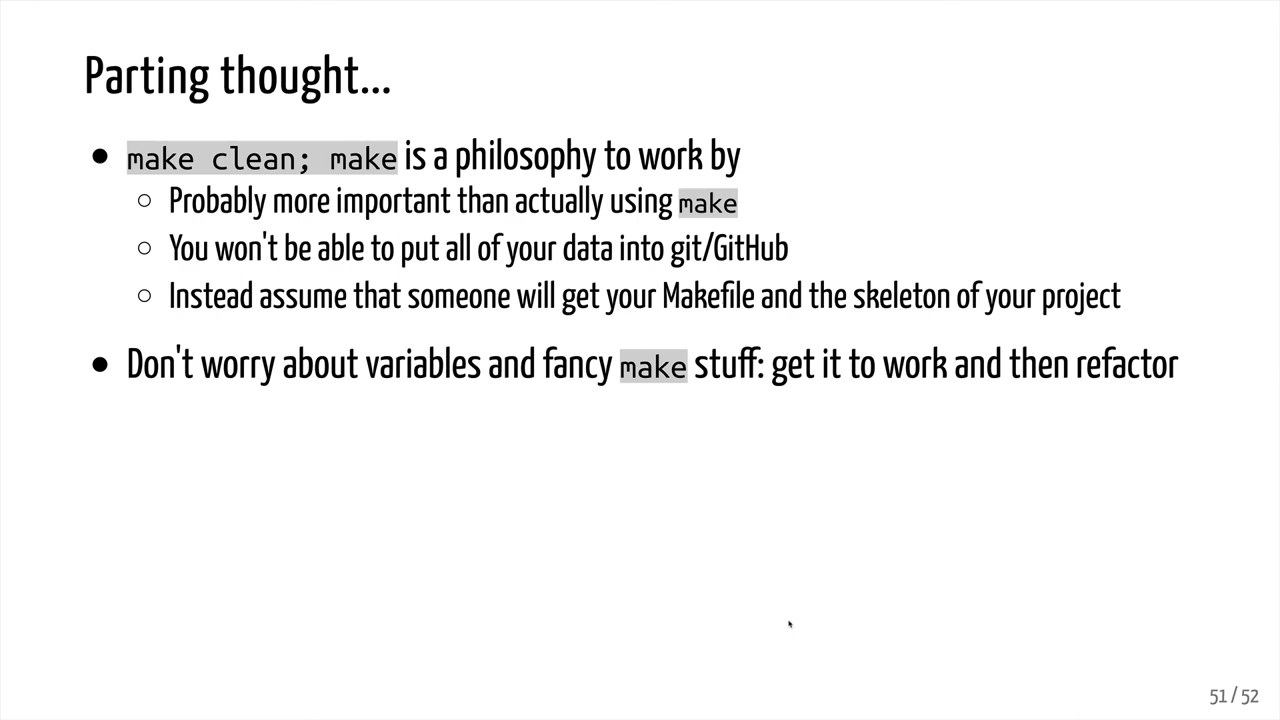 Parting thought...
make clean; make is a philosophy to work by
Probably more important than actually using make
You won't be able to put all of your data into git/GitHub
Instead assume that someone will get your Makefile and the skeleton of your project
Don't worry about variables and fancy make stuff: get it to work and then refactor
51 / 52